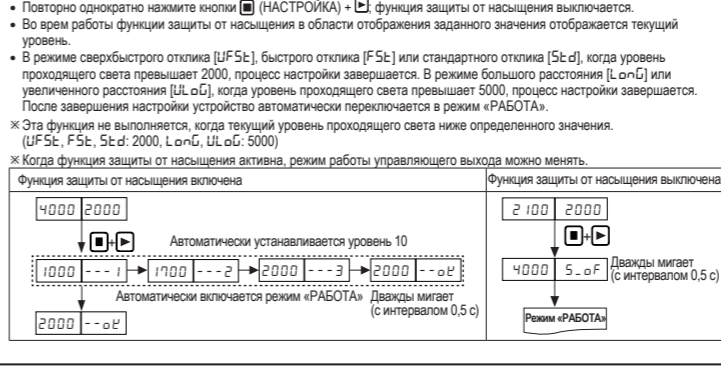 • Повторно однократно нажмите кнопки ■ (НАСТРОЙКА) + ►, функция защиты от насыщения выключается.
• Во врем работы функции защиты от насыщения в области отображения заданного значения отображается текущий
уровень.
• В режиме сверхбыстрого отклика [UFSt], быстрого отклика [FSt] или стандартного отклика [Std], когда уровень
проходящего света превышает 2000, процесс настройки завершается. В режиме большого расстояния [LonG] или
увеличенного расстояния [ULoG], когда уровень проходящего света превышает 5000, процесс настройки завершается.
После завершения настройки устройство автоматически переключается в режим «РАБОТА».
※ Эта функция не выполняется, когда текущий уровень проходящего света ниже определенного значения.
(UFSt, FSt, Std: 2000, LonG, ULoG: 5000)
※ Когда функция защиты от насыщения активна, режим работы управляющего выхода можно менять.
Функция защиты от насыщения включена
4000 2000
■+►
Автоматически устанавливается уровень 10
1000 ---1 1700 ---2 2000 ---3 2000 --oK
Автоматически включается режим «РАБОТА»
Дважды мигает
(с интервалом 0,5 с)
2000 --oK
Функция защиты от насыщения выключена
2100 2000
■+►
4000 S_oF
Дважды мигает
(с интервалом 0,5 с)
Режим «РАБОТА»